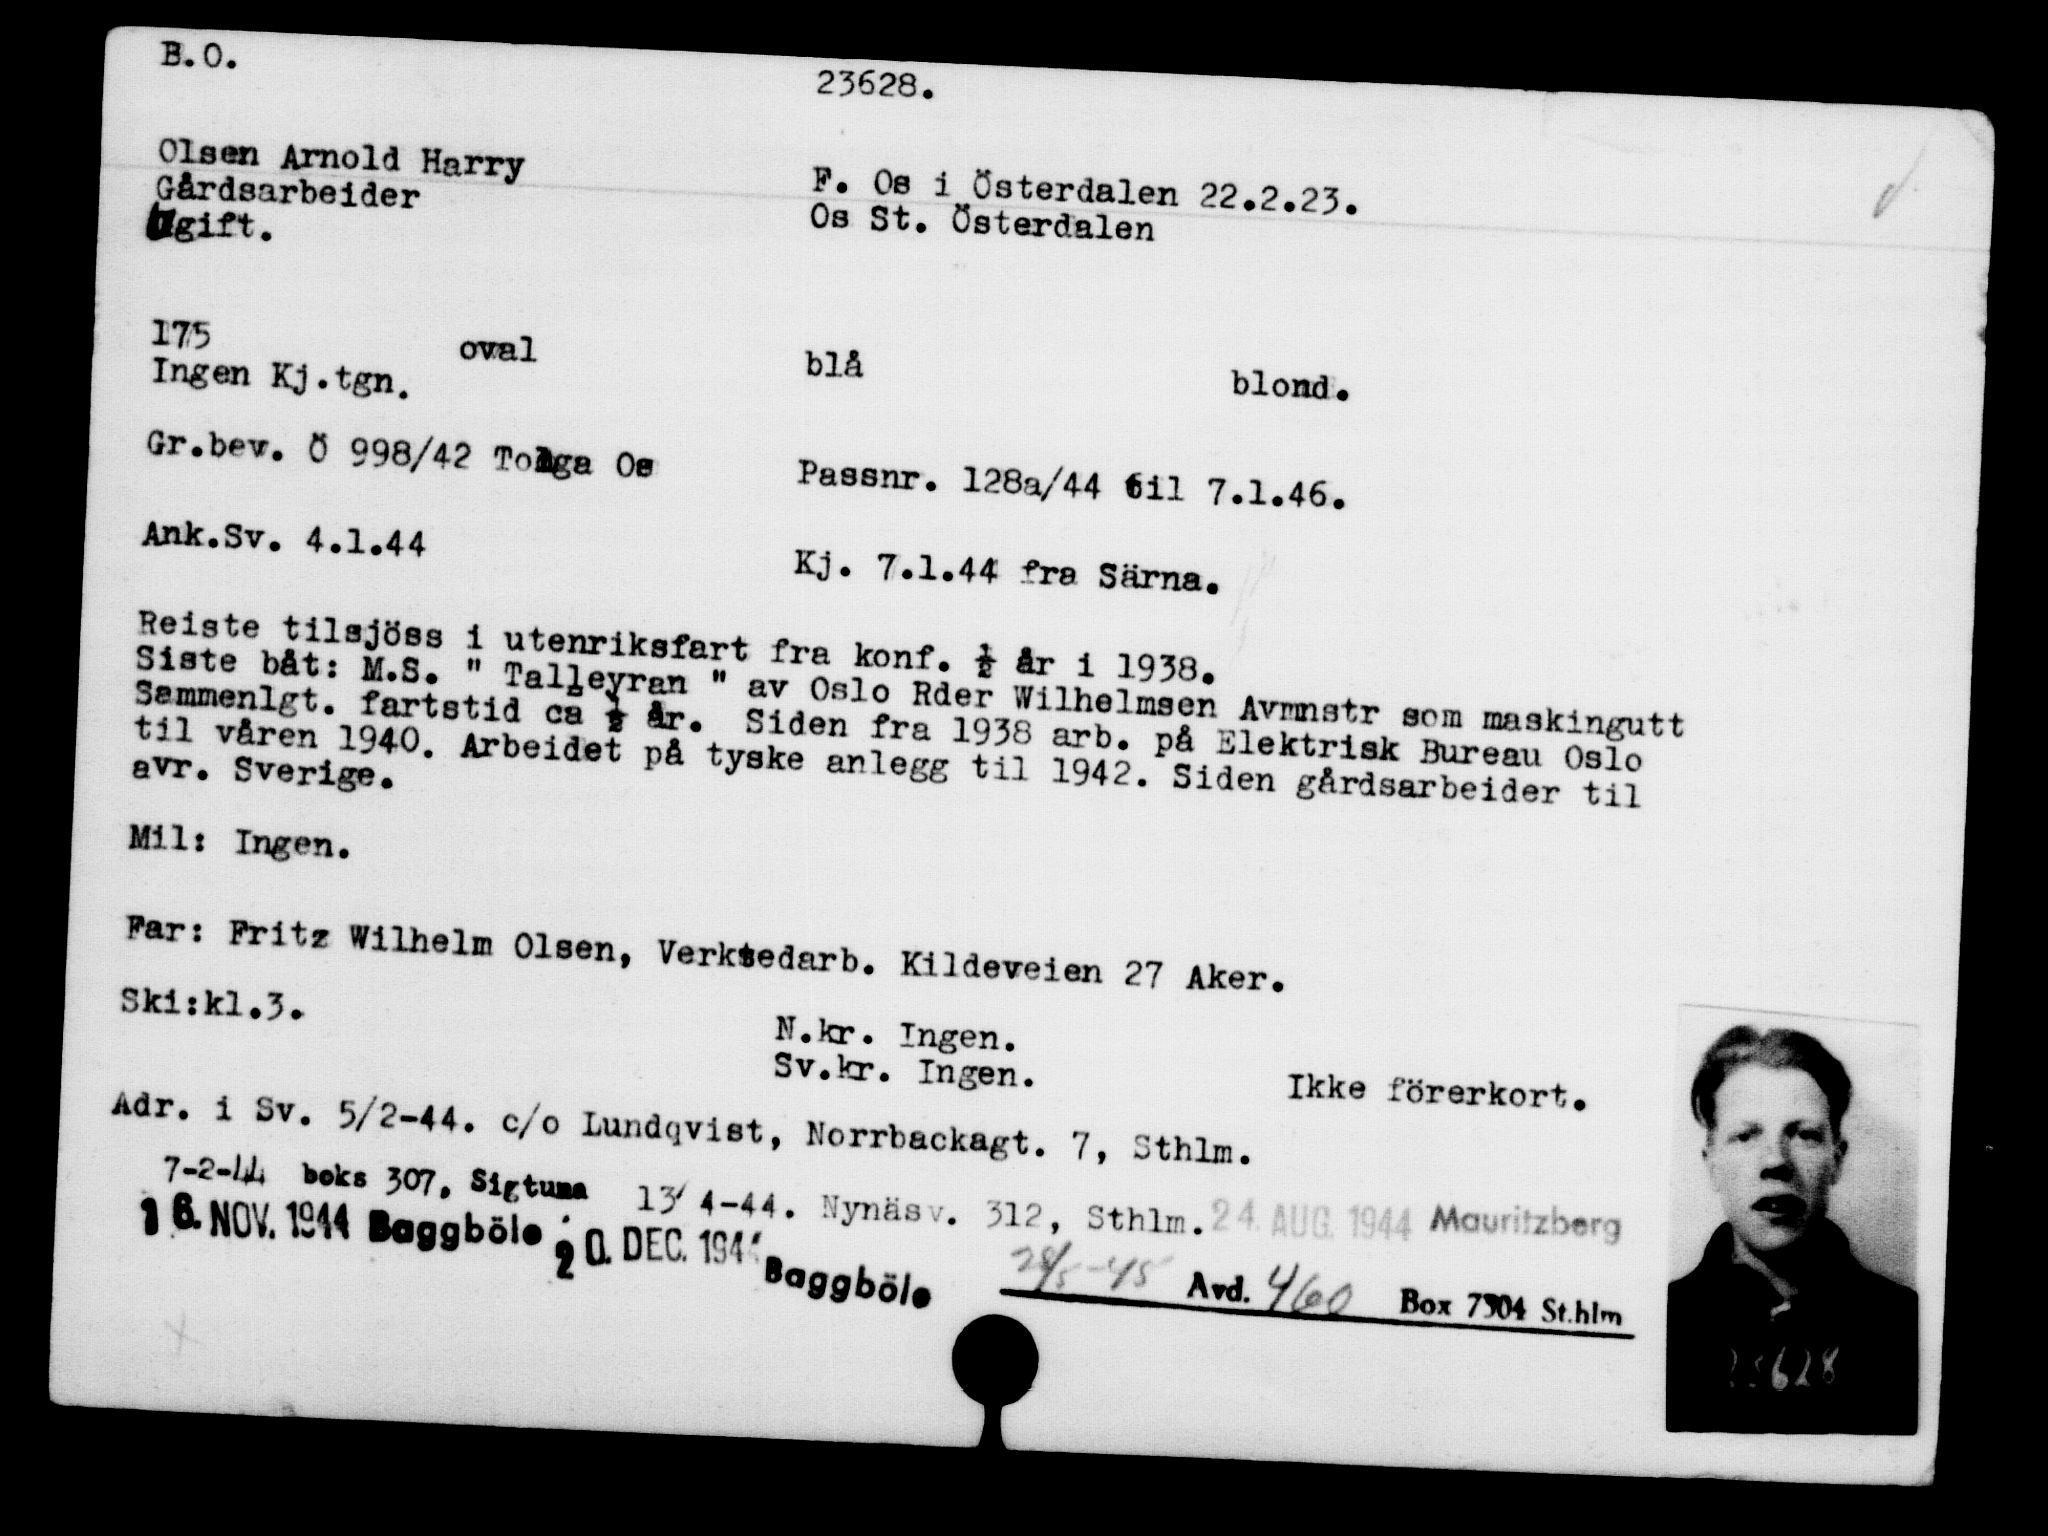 B.O.
23628.
Olsen Arnold Harry
Gårdsarbeider
Ugift.
F. Os i Österdalen 22.2.23.
Os St. Österdalen
175 oval blå blond.
Ingen Kj.tgn.
Gr.bev. Ö 998/42 Tolga Os
Passnr. 128a/44 til 7.1.46.
Ank.Sv. 4.1.44
Kj. 7.1.44 fra Särna.
Reiste tilsjöss i utenriksfart fra konf. ½ år i 1938.
Siste båt: M.S. " Talleyran " av Oslo Rder Wilhelmsen Avmnstr som maskingutt
Sammenlgt. fartstid ca ½ år. Siden fra 1938 arb. på Elektrisk Bureau Oslo
til våren 1940. Arbeidet på tyske anlegg til 1942. Siden gårdsarbeider til
avr. Sverige.
Mil: Ingen.
Far: Fritz Wilhelm Olsen, Verkstedarb. Kildeveien 27 Aker.
Ski:kl.3.
N.kr. Ingen.
Sv.kr. Ingen.
Ikke förerkort.
Adr. i Sv. 5/2-44. c/o Lundqvist, Norrbackagt. 7, Sthlm.
7-2-44 boks 307, Sigtuna 13/4-44. Nynäsv. 312, Sthlm. 24. AUG. 1944 Mauritzberg
16. NOV. 1944 Baggböle 20. DEC. 1944 Baggböle
28/5-45 Avd. 460 Box 7304 St.hlm
23628